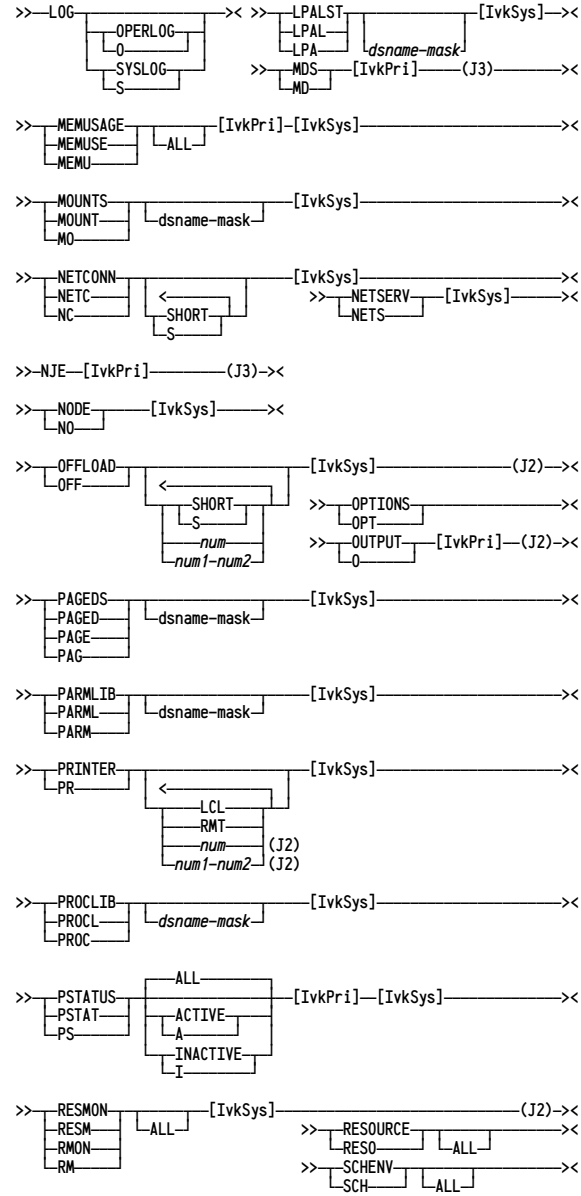 >>—LOG >< >>—LPALST [IvkSys]—><
OPERLOG LPAL
O LPA dsname-mask
SYSLOG >>—MDS—[IvkPri]—(J3)—><
S MD
>>—MEMUSAGE [IvkPri]—[IvkSys]—><
MEMUSE ALL
MEMU
>>—MOUNTS [IvkSys]—><
MOUNT dsname-mask
MO
>>—NETCONN [IvkSys]—><
NETC < >>—NETSERV—[IvkSys]—><
NC SHORT NETS
S
>>—NJE—[IvkPri]—(J3)—><
>>—NODE—[IvkSys]—><
NO
>>—OFFLOAD [IvkSys]—(J2)—><
OFF <
SHORT >>—OPTIONS—><
S OPT
num >>—OUTPUT—[IvkPri]—(J2)—><
num1-num2 O
>>—PAGEDS [IvkSys]—><
PAGED dsname-mask
PAGE
PAG
>>—PARMLIB [IvkSys]—><
PARML dsname-mask
PARM
>>—PRINTER [IvkSys]—><
PR <
LCL
RMT
num (J2)
num1-num2 (J2)
>>—PROCLIB [IvkSys]—><
PROCL dsname-mask
PROC
ALL
>>—PSTATUS [IvkPri]—[IvkSys]—><
PSTAT ACTIVE
PS A
INACTIVE
I
>>—RESMON [IvkSys]—(J2)—><
RESM ALL >>—RESOURCE—><
RMON RESO ALL
RM >>—SCHENV—><
SCH ALL